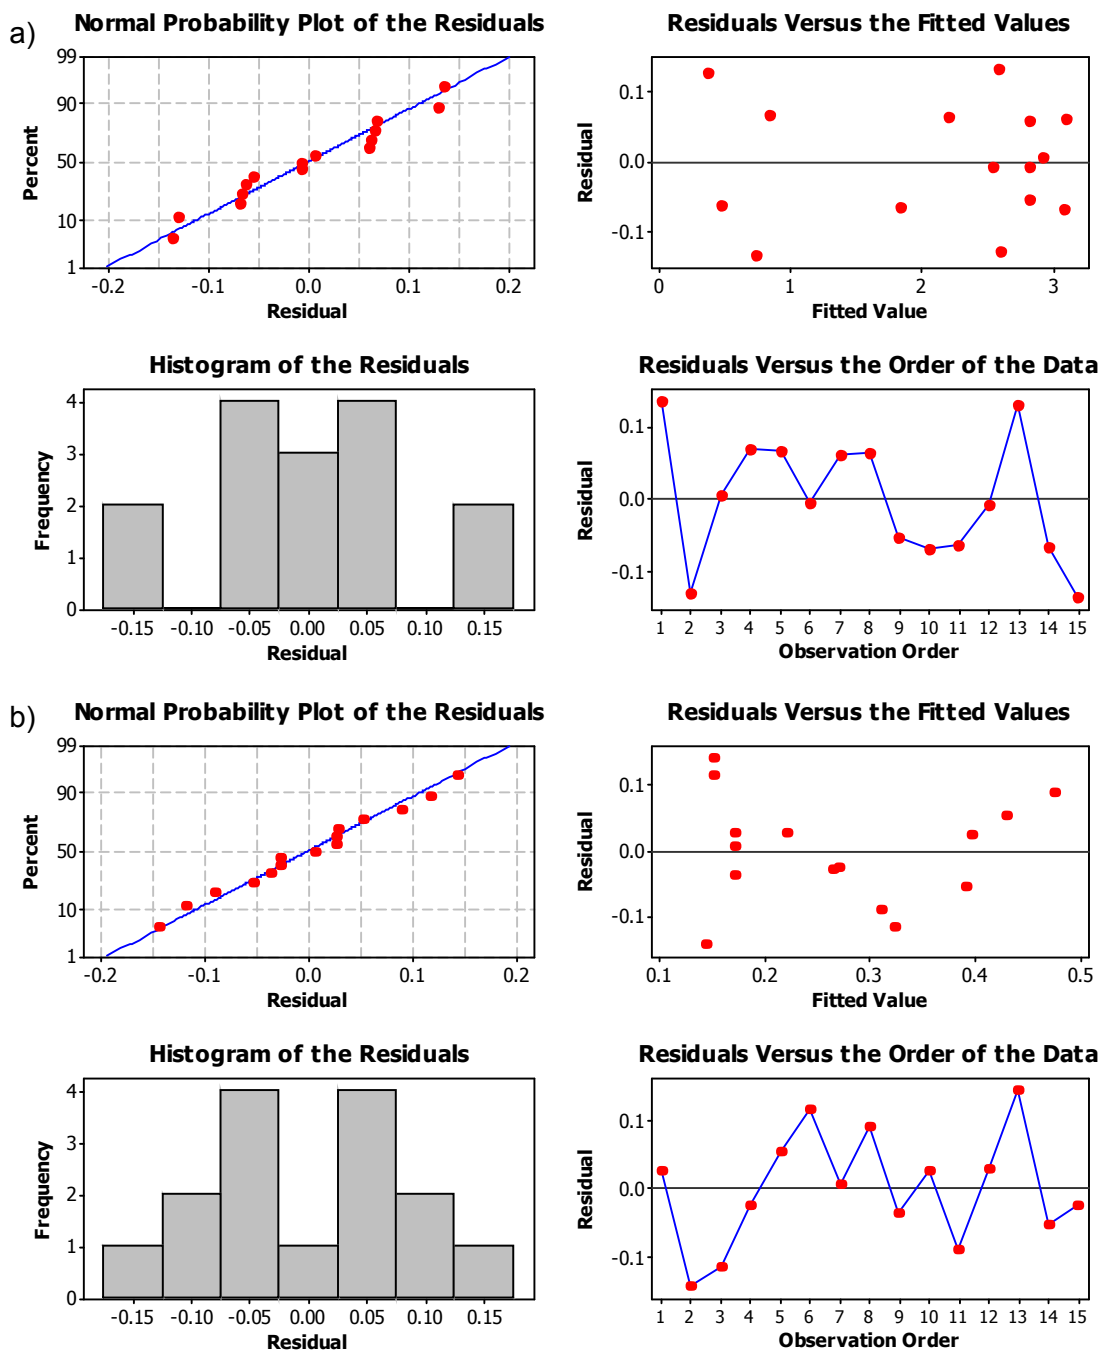 a)
Normal Probability Plot of the Residuals
99
90
50
10
1
Percent
-0.2 -0.1 0.0 0.1 0.2
Residual
Residuals Versus the Fitted Values
0.1
0.0
-0.1
Residual
0 1 2 3
Fitted Value
Histogram of the Residuals
4
3
2
1
0
Frequency
-0.15 -0.10 -0.05 0.00 0.05 0.10 0.15
Residual
Residuals Versus the Order of the Data
0.1
0.0
-0.1
Residual
1 2 3 4 5 6 7 8 9 10 11 12 13 14 15
Observation Order
b)
Normal Probability Plot of the Residuals
99
90
50
10
1
Percent
-0.2 -0.1 0.0 0.1 0.2
Residual
Residuals Versus the Fitted Values
0.1
0.0
-0.1
Residual
0.1 0.2 0.3 0.4 0.5
Fitted Value
Histogram of the Residuals
4
3
2
1
0
Frequency
-0.15 -0.10 -0.05 0.00 0.05 0.10 0.15
Residual
Residuals Versus the Order of the Data
0.1
0.0
-0.1
Residual
1 2 3 4 5 6 7 8 9 10 11 12 13 14 15
Observation Order